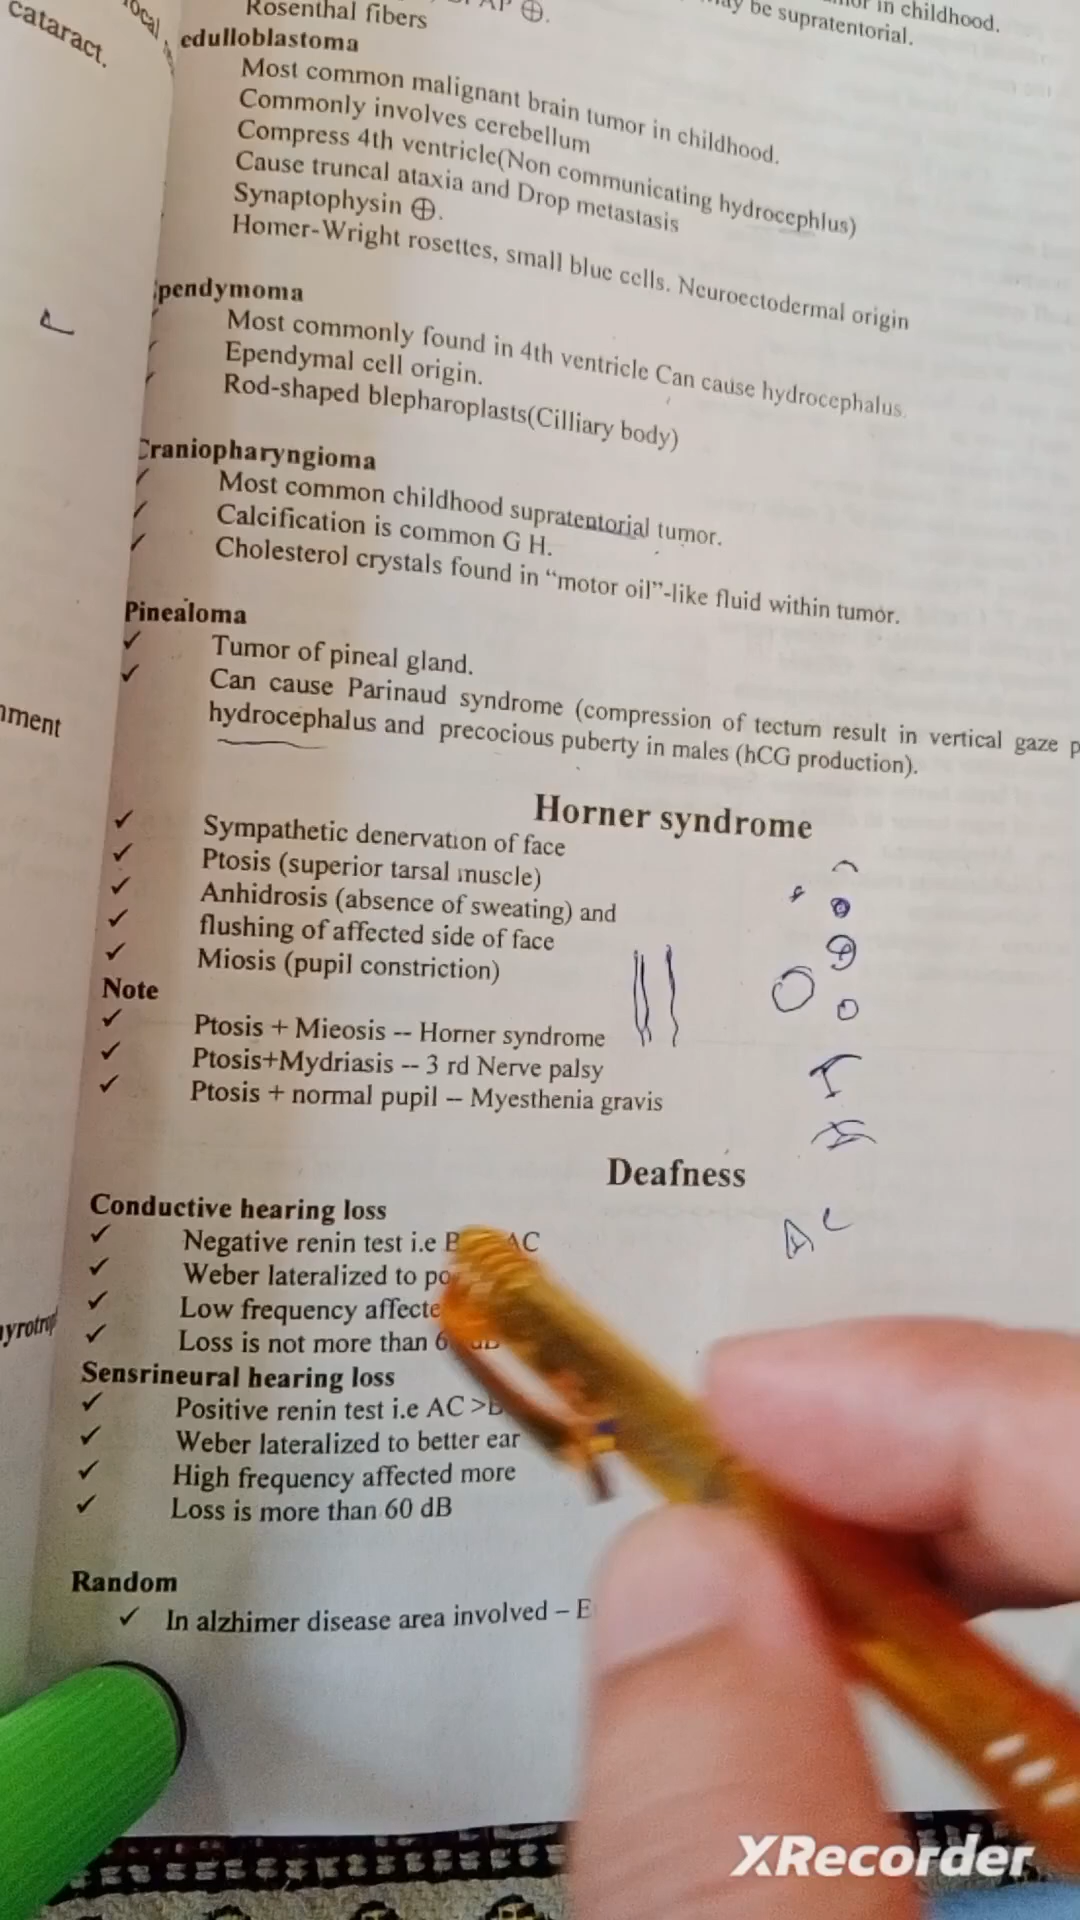 cataract.
Rosenthal fibers
in childhood.
may be supratentorial.
edulloblastoma
Most common malignant brain tumor in childhood.
Commonly involves cerebellum
Compress 4th ventricle(Non communicating hydrocephlus)
Cause truncal ataxia and Drop metastasis
Synaptophysin ⊕.
Homer-Wright rosettes, small blue cells. Neuroectodermal origin
pendymoma
✓ Most commonly found in 4th ventricle Can cause hydrocephalus.
✓ Ependymal cell origin.
✓ Rod-shaped blepharoplasts(Cilliary body)
Craniopharyngioma
✓ Most common childhood supratentorial tumor.
✓ Calcification is common G H.
✓ Cholesterol crystals found in “motor oil”-like fluid within tumor.
Pinealoma
✓ Tumor of pineal gland.
✓ Can cause Parinaud syndrome (compression of tectum result in vertical gaze p
hydrocephalus and precocious puberty in males (hCG production).
Horner syndrome
✓ Sympathetic denervation of face
✓ Ptosis (superior tarsal muscle)
✓ Anhidrosis (absence of sweating) and
✓ flushing of affected side of face
✓ Miosis (pupil constriction)
Note
✓ Ptosis + Mieosis -- Horner syndrome
✓ Ptosis+Mydriasis -- 3 rd Nerve palsy
✓ Ptosis + normal pupil -- Myesthenia gravis
Deafness
Conductive hearing loss
✓ Negative renin test i.e B AC
✓ Weber lateralized to po
✓ Low frequency affecte
✓ Loss is not more than 6 dB
Sensrineural hearing loss
✓ Positive renin test i.e AC >B
✓ Weber lateralized to better ear
✓ High frequency affected more
✓ Loss is more than 60 dB
Random
✓ In alzhimer disease area involved – E
XRecorder